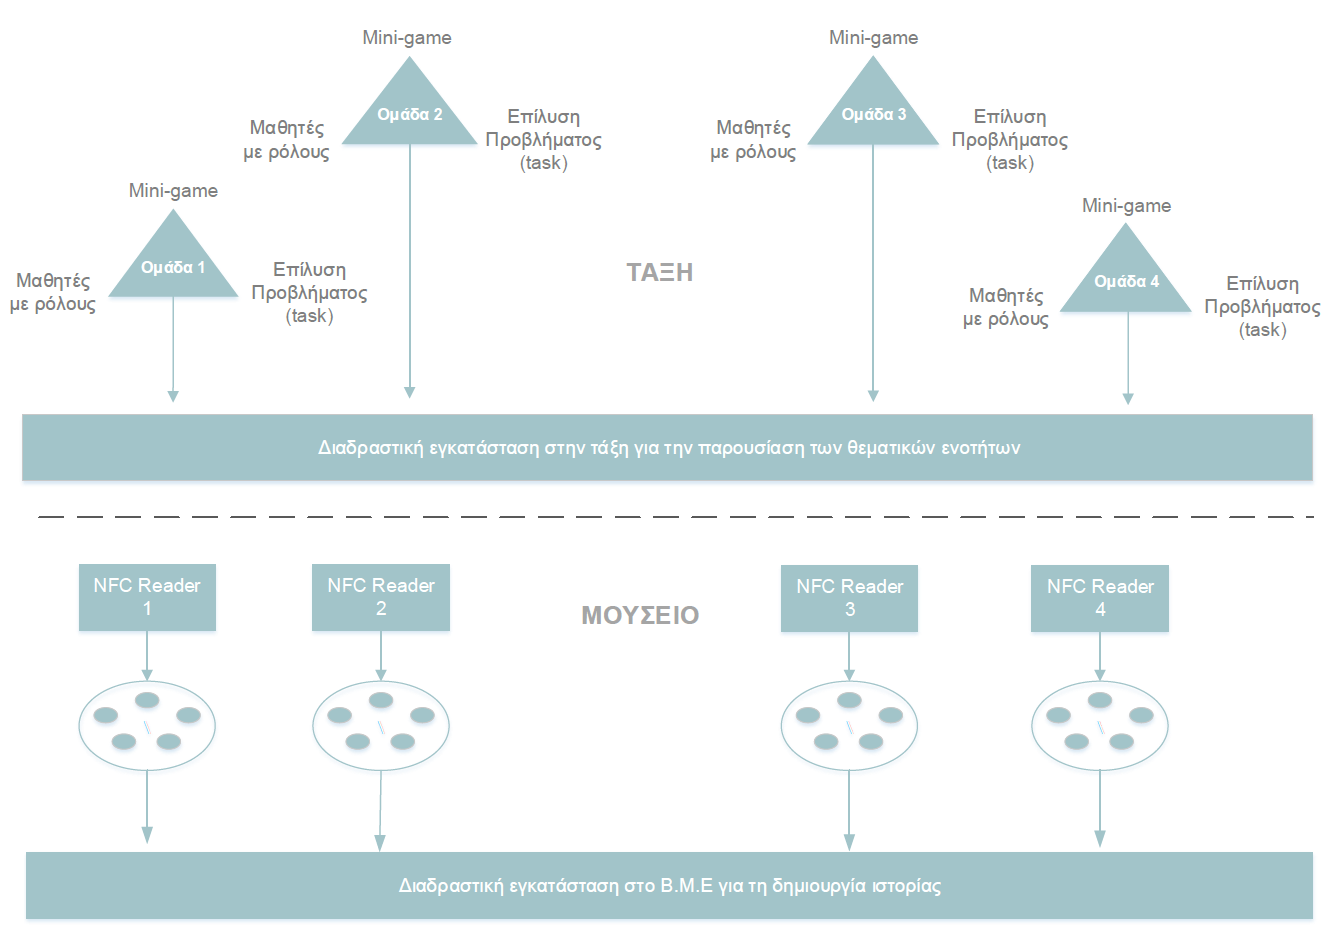 Mini-game
Ομάδα 2
Μαθητές
με ρόλους
Επίλυση
Προβλήματος
(task)
Mini-game
Ομάδα 3
Μαθητές
με ρόλους
Επίλυση
Προβλήματος
(task)
Mini-game
Ομάδα 1
Μαθητές
με ρόλους
Επίλυση
Προβλήματος
(task)
ΤΑΞΗ
Mini-game
Ομάδα 4
Μαθητές
με ρόλους
Επίλυση
Προβλήματος
(task)
Διαδραστική εγκατάσταση στην τάξη για την παρουσίαση των θεματικών ενοτήτων
NFC Reader
1
NFC Reader
2
ΜΟΥΣΕΙΟ
NFC Reader
3
NFC Reader
4
Διαδραστική εγκατάσταση στο Β.Μ.Ε για τη δημιουργία ιστορίας